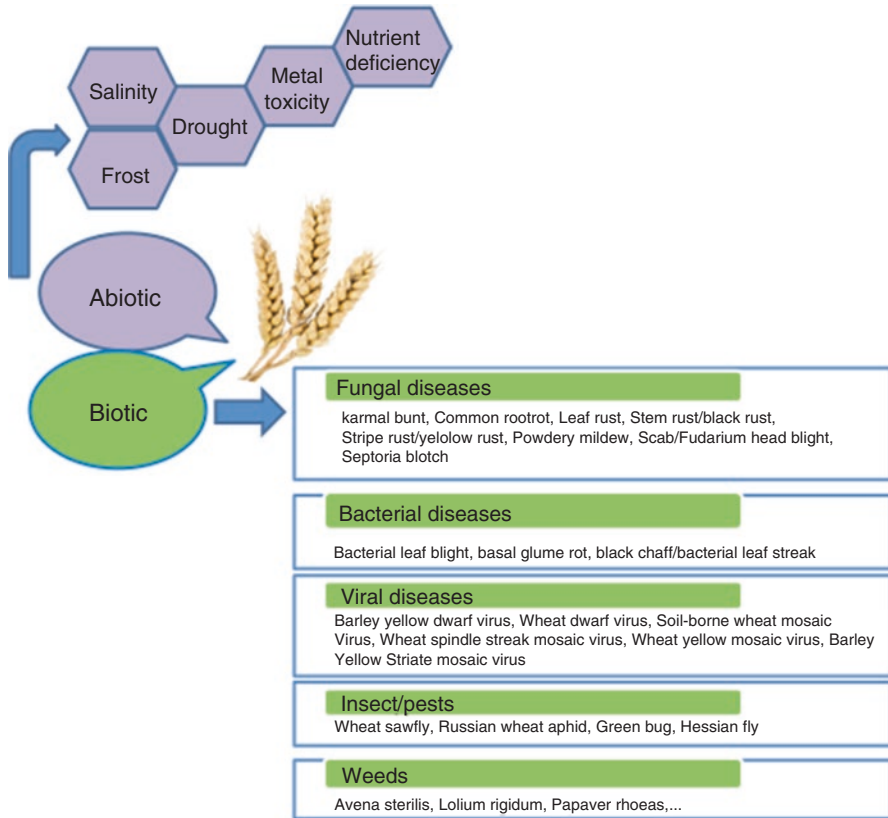 Nutrient
deficiency
Metal
toxicity
Salinity
Drought
Frost
Abiotic
Biotic
Fungal diseases
karmal bunt, Common rootrot, Leaf rust, Stem rust/black rust,
Stripe rust/yelolow rust, Powdery mildew, Scab/Fudarium head blight,
Septoria blotch
Bacterial diseases
Bacterial leaf blight, basal glume rot, black chaff/bacterial leaf streak
Viral diseases
Barley yellow dwarf virus, Wheat dwarf virus, Soil-borne wheat mosaic
Virus, Wheat spindle streak mosaic virus, Wheat yellow mosaic virus, Barley
Yellow Striate mosaic virus
Insect/pests
Wheat sawfly, Russian wheat aphid, Green bug, Hessian fly
Weeds
Avena sterilis, Lolium rigidum, Papaver rhoeas,...